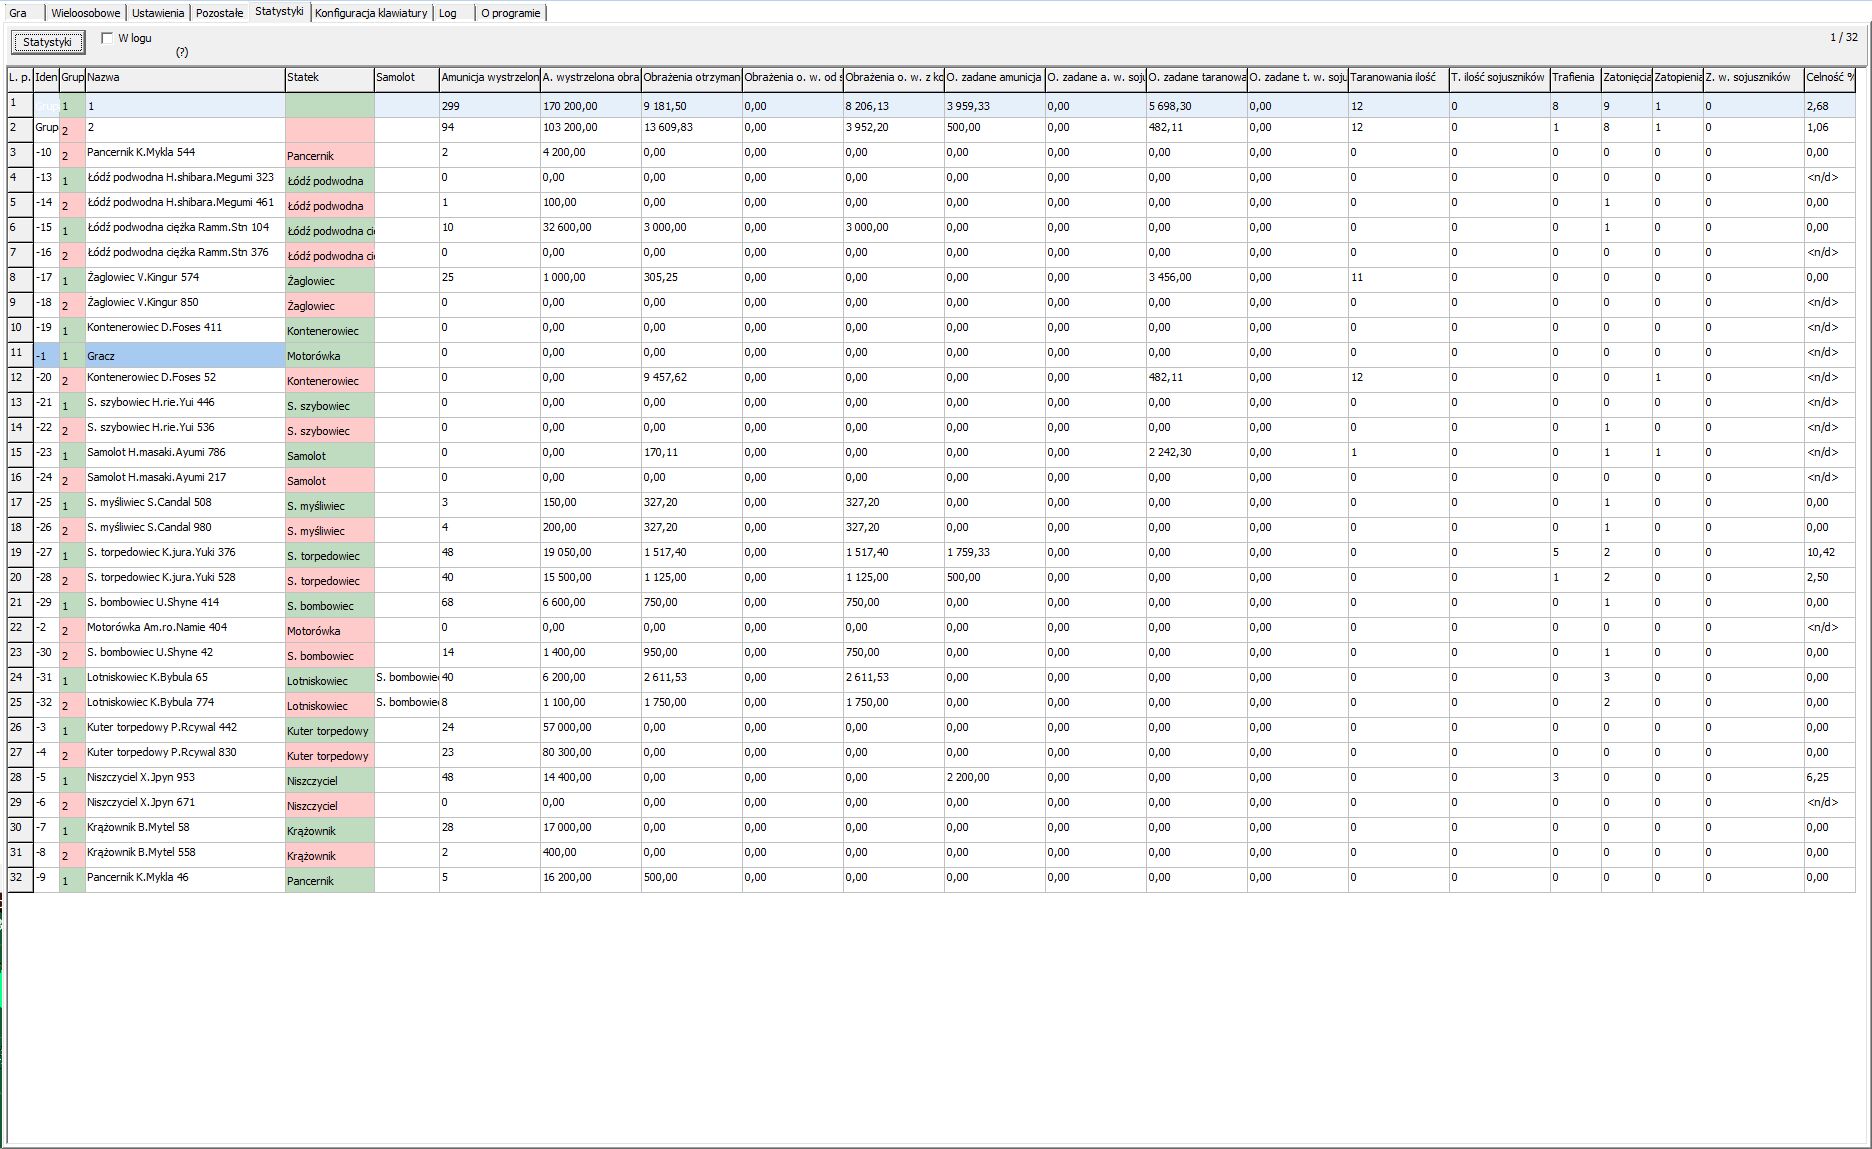 Gra Wieloosobowe Ustawienia Pozostałe Statystyki Konfiguracja klawiatury Log O programie
Statystyki W logu (?) 1 / 32
L. p. Iden Grup Nazwa Statek Samolot Amunicja wystrzelon A. wystrzelona obra Obrażenia otrzyman Obrażenia o. w. od s Obrażenia o. w. z ko O. zadane amunicja O. zadane a. w. soju O. zadane taranowa O. zadane t. w. soju Taranowania ilość T. ilość sojuszników Trafienia Zatonięcia Zatopienia Z. w. sojuszników Celność %
1 Grup 1 1 299 170 200,00 9 181,50 0,00 8 206,13 3 959,33 0,00 5 698,30 0,00 12 0 8 9 1 0 2,68
2 Grup 2 2 94 103 200,00 13 609,83 0,00 3 952,20 500,00 0,00 482,11 0,00 12 0 1 8 1 0 1,06
3 -10 2 Pancernik K.Mykla 544 Pancernik 2 4 200,00 0,00 0,00 0,00 0,00 0,00 0,00 0,00 0 0 0 0 0 0 0,00
4 -13 1 Łódź podwodna H.shibara.Megumi 323 Łódź podwodna 0 0,00 0,00 0,00 0,00 0,00 0,00 0,00 0,00 0 0 0 0 0 0 <n/d>
5 -14 2 Łódź podwodna H.shibara.Megumi 461 Łódź podwodna 1 100,00 0,00 0,00 0,00 0,00 0,00 0,00 0,00 0 0 0 1 0 0 0,00
6 -15 1 Łódź podwodna ciężka Ramm.Stn 104 Łódź podwodna ci 10 32 600,00 3 000,00 0,00 3 000,00 0,00 0,00 0,00 0,00 0 0 0 1 0 0 0,00
7 -16 2 Łódź podwodna ciężka Ramm.Stn 376 Łódź podwodna ci 0 0,00 0,00 0,00 0,00 0,00 0,00 0,00 0,00 0 0 0 0 0 0 <n/d>
8 -17 1 Żaglowiec V.Kingur 574 Żaglowiec 25 1 000,00 305,25 0,00 0,00 0,00 0,00 3 456,00 0,00 11 0 0 0 0 0 0,00
9 -18 2 Żaglowiec V.Kingur 850 Żaglowiec 0 0,00 0,00 0,00 0,00 0,00 0,00 0,00 0,00 0 0 0 0 0 0 <n/d>
10 -19 1 Kontenerowiec D.Foses 411 Kontenerowiec 0 0,00 0,00 0,00 0,00 0,00 0,00 0,00 0,00 0 0 0 0 0 0 <n/d>
11 -1 1 Gracz Motorówka 0 0,00 0,00 0,00 0,00 0,00 0,00 0,00 0,00 0 0 0 0 0 0 <n/d>
12 -20 2 Kontenerowiec D.Foses 52 Kontenerowiec 0 0,00 9 457,62 0,00 0,00 0,00 0,00 482,11 0,00 12 0 0 0 1 0 <n/d>
13 -21 1 S. szybowiec H.rie.Yui 446 S. szybowiec 0 0,00 0,00 0,00 0,00 0,00 0,00 0,00 0,00 0 0 0 0 0 0 <n/d>
14 -22 2 S. szybowiec H.rie.Yui 536 S. szybowiec 0 0,00 0,00 0,00 0,00 0,00 0,00 0,00 0,00 0 0 0 1 0 0 <n/d>
15 -23 1 Samolot H.masaki.Ayumi 786 Samolot 0 0,00 170,11 0,00 0,00 0,00 0,00 2 242,30 0,00 1 0 0 1 1 0 <n/d>
16 -24 2 Samolot H.masaki.Ayumi 217 Samolot 0 0,00 0,00 0,00 0,00 0,00 0,00 0,00 0,00 0 0 0 0 0 0 <n/d>
17 -25 1 S. myśliwiec S.Candal 508 S. myśliwiec 3 150,00 327,20 0,00 327,20 0,00 0,00 0,00 0,00 0 0 0 1 0 0 0,00
18 -26 2 S. myśliwiec S.Candal 980 S. myśliwiec 4 200,00 327,20 0,00 327,20 0,00 0,00 0,00 0,00 0 0 0 1 0 0 0,00
19 -27 1 S. torpedowiec K.jura.Yuki 376 S. torpedowiec 48 19 050,00 1 517,40 0,00 1 517,40 1 759,33 0,00 0,00 0,00 0 0 5 2 0 0 10,42
20 -28 2 S. torpedowiec K.jura.Yuki 528 S. torpedowiec 40 15 500,00 1 125,00 0,00 1 125,00 500,00 0,00 0,00 0,00 0 0 1 2 0 0 2,50
21 -29 1 S. bombowiec U.Shyne 414 S. bombowiec 68 6 600,00 750,00 0,00 750,00 0,00 0,00 0,00 0,00 0 0 0 1 0 0 0,00
22 -2 2 Motorówka Am.ro.Namie 404 Motorówka 0 0,00 0,00 0,00 0,00 0,00 0,00 0,00 0,00 0 0 0 0 0 0 <n/d>
23 -30 2 S. bombowiec U.Shyne 42 S. bombowiec 14 1 400,00 950,00 0,00 750,00 0,00 0,00 0,00 0,00 0 0 0 1 0 0 0,00
24 -31 1 Lotniskowiec K.Bybula 65 Lotniskowiec S. bombowie 40 6 200,00 2 611,53 0,00 2 611,53 0,00 0,00 0,00 0,00 0 0 0 3 0 0 0,00
25 -32 2 Lotniskowiec K.Bybula 774 Lotniskowiec S. bombowie 8 1 100,00 1 750,00 0,00 1 750,00 0,00 0,00 0,00 0,00 0 0 0 2 0 0 0,00
26 -3 1 Kuter torpedowy P.Rcywal 442 Kuter torpedowy 24 57 000,00 0,00 0,00 0,00 0,00 0,00 0,00 0,00 0 0 0 0 0 0 0,00
27 -4 2 Kuter torpedowy P.Rcywal 830 Kuter torpedowy 23 80 300,00 0,00 0,00 0,00 0,00 0,00 0,00 0,00 0 0 0 0 0 0 0,00
28 -5 1 Niszczyciel X.Jpyn 953 Niszczyciel 48 14 400,00 0,00 0,00 0,00 2 200,00 0,00 0,00 0,00 0 0 3 0 0 0 6,25
29 -6 2 Niszczyciel X.Jpyn 671 Niszczyciel 0 0,00 0,00 0,00 0,00 0,00 0,00 0,00 0,00 0 0 0 0 0 0 <n/d>
30 -7 1 Krążownik B.Mytel 58 Krążownik 28 17 000,00 0,00 0,00 0,00 0,00 0,00 0,00 0,00 0 0 0 0 0 0 0,00
31 -8 2 Krążownik B.Mytel 558 Krążownik 2 400,00 0,00 0,00 0,00 0,00 0,00 0,00 0,00 0 0 0 0 0 0 0,00
32 -9 1 Pancernik K.Mykla 46 Pancernik 5 16 200,00 500,00 0,00 0,00 0,00 0,00 0,00 0,00 0 0 0 0 0 0 0,00